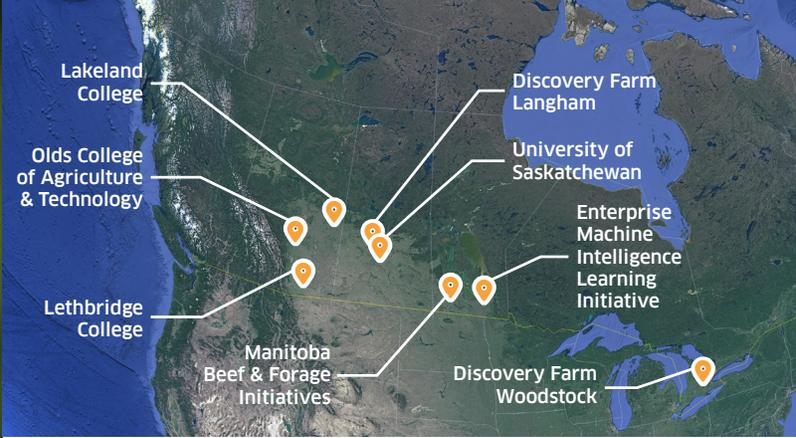 Lakeland
College
Olds College
of Agriculture
& Technology
Lethbridge
College
Manitoba
Beef & Forage
Initiatives
Discovery Farm
Langham
University of
Saskatchewan
Enterprise
Machine
Intelligence
Learning
Initiative
Discovery Farm
Woodstock